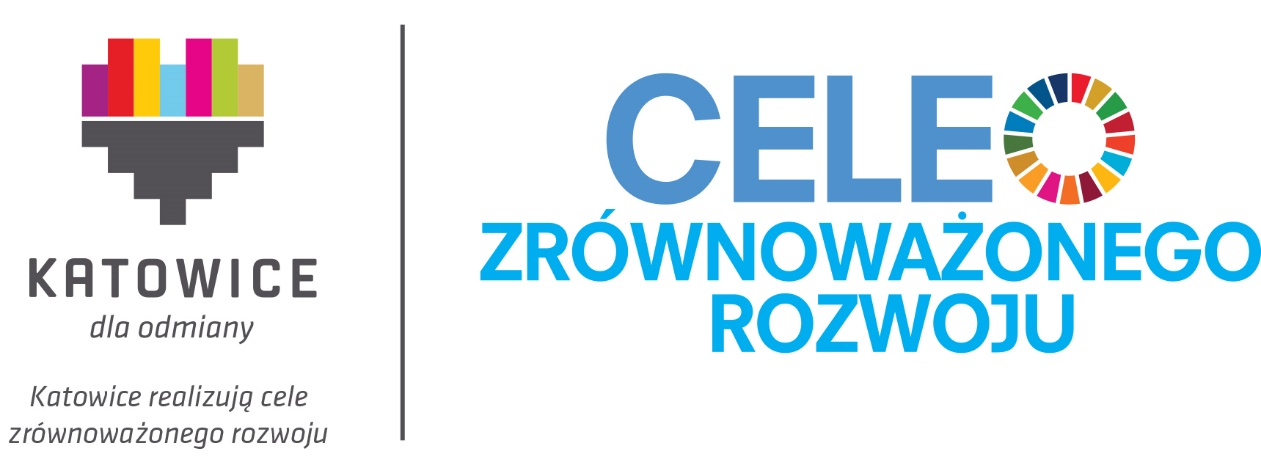 KATOWICE
dla odmiany
Katowice realizują cele
zrównoważonego rozwoju
CELE
ZRÓWNOWAŻONEGO
ROZWOJU